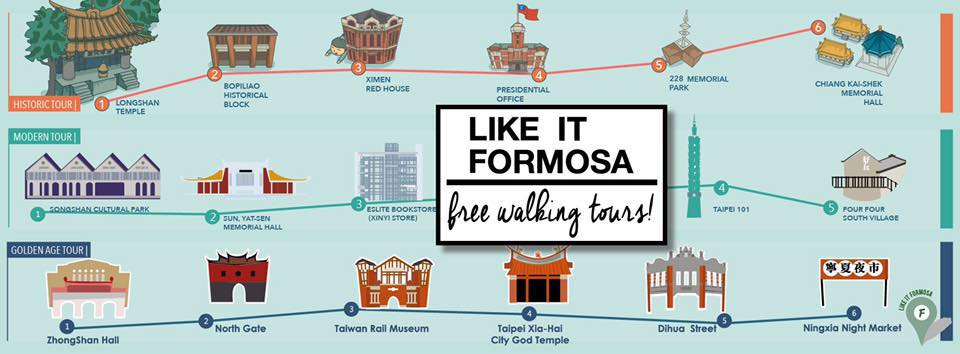 HISTORIC TOUR |
1
LONGSHAN
TEMPLE
2
BOPILIAO
HISTORICAL
BLOCK
3
XIMEN
RED HOUSE
4
PRESIDENTIAL
OFFICE
5
228 MEMORIAL
PARK
6
CHIANG KAI-SHEK
MEMORIAL
HALL
LIKE IT
FORMOSA
free walking tours!
MODERN TOUR |
1
SONGSHAN CULTURAL PARK
2
SUN, YAT-SEN
MEMORIAL HALL
3
ESLITE BOOKSTORE
(XINYI STORE)
4
TAIPEI 101
5
FOUR FOUR
SOUTH VILLAGE
GOLDEN AGE TOUR |
1
ZhongShan Hall
2
North Gate
3
Taiwan Rail Museum
4
Taipei Xia-Hai
City God Temple
5
Dihua Street
寧夏夜市
6
Ningxia Night Market
LIKE IT FORMOSA
F